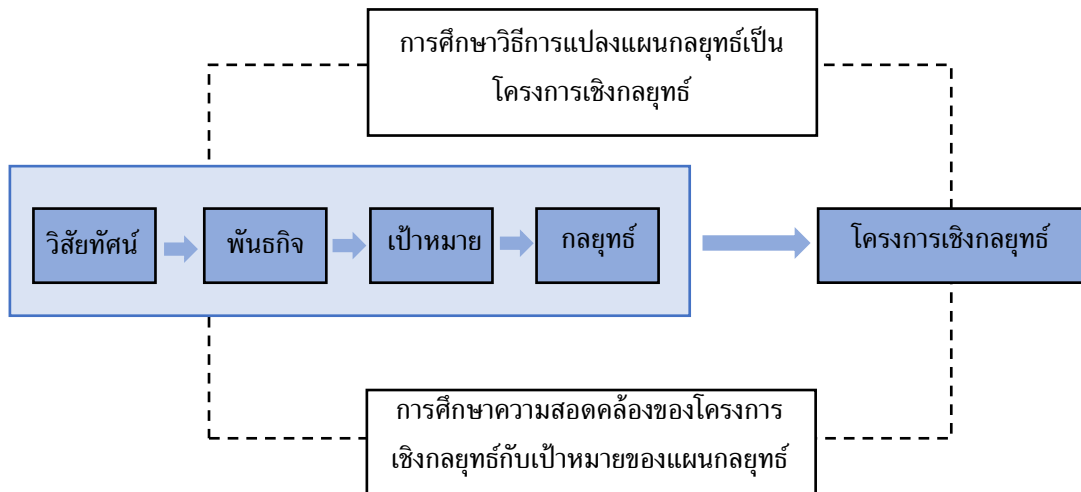 การศึกษาวิธีการแปลงแผนกลยุทธ์เป็น
โครงการเชิงกลยุทธ์
วิสัยทัศน์
พันธกิจ
เป้าหมาย
กลยุทธ์
โครงการเชิงกลยุทธ์
การศึกษาความสอดคล้องของโครงการ
เชิงกลยุทธ์กับเป้าหมายของแผนกลยุทธ์